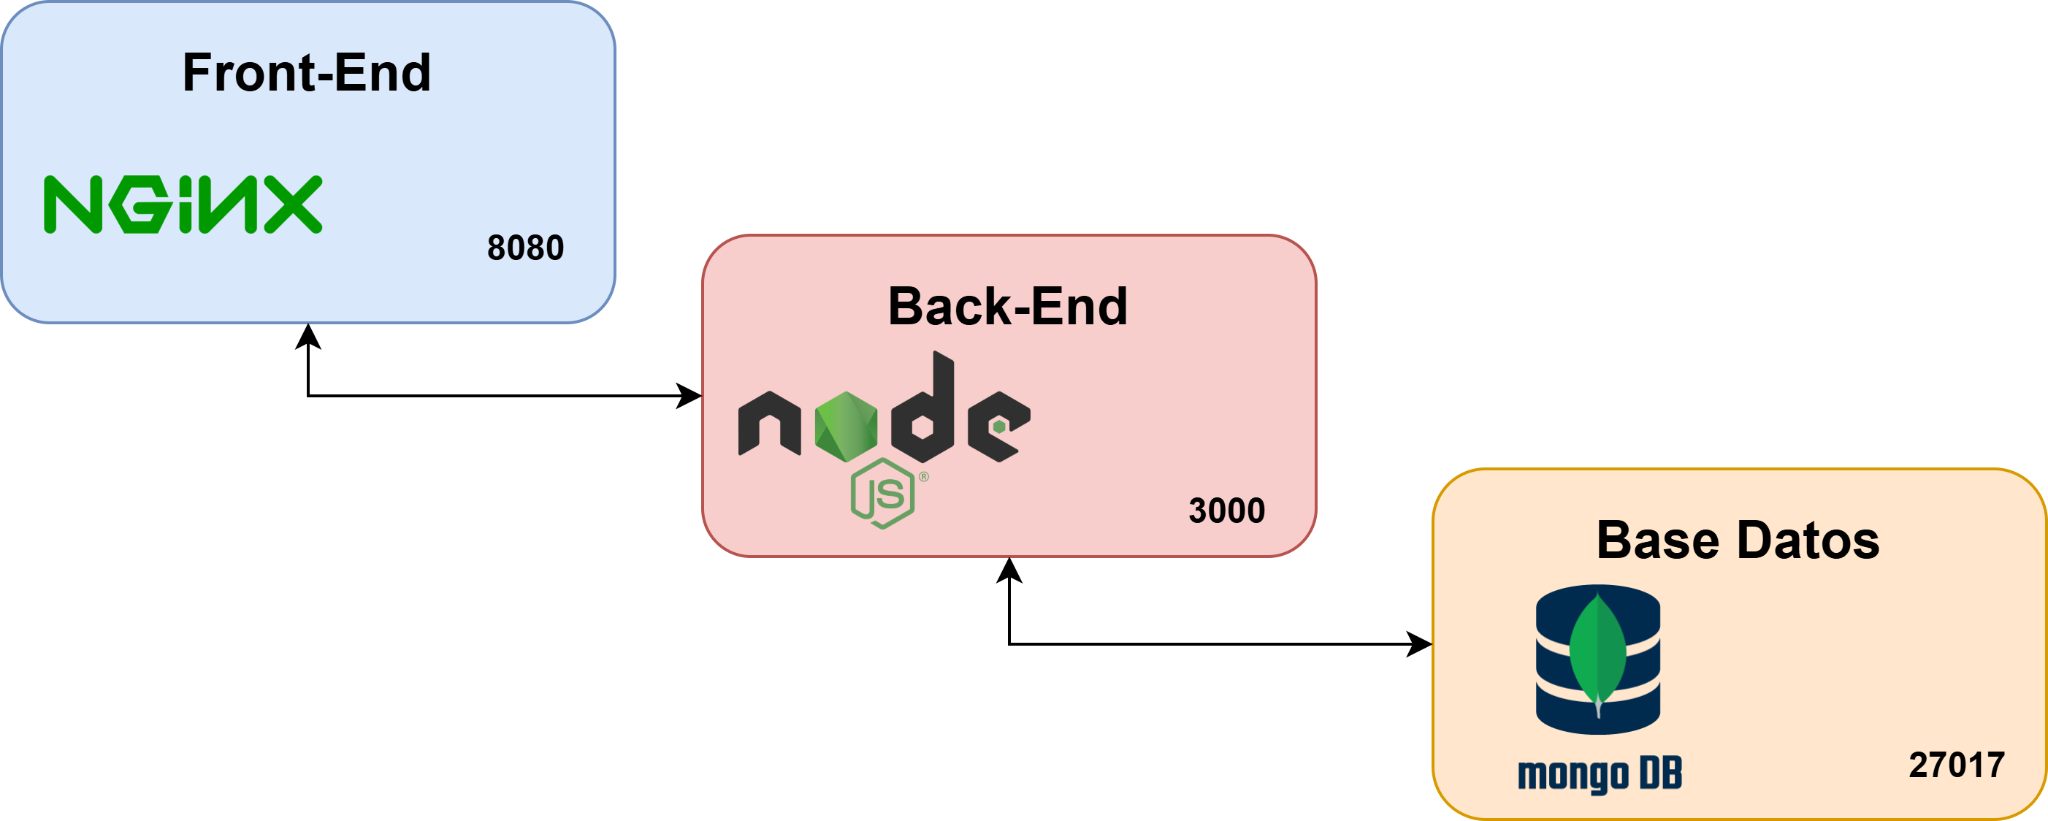 Front-End
NGiNX
8080
Back-End
node
JS®
3000
Base Datos
mongo DB
27017